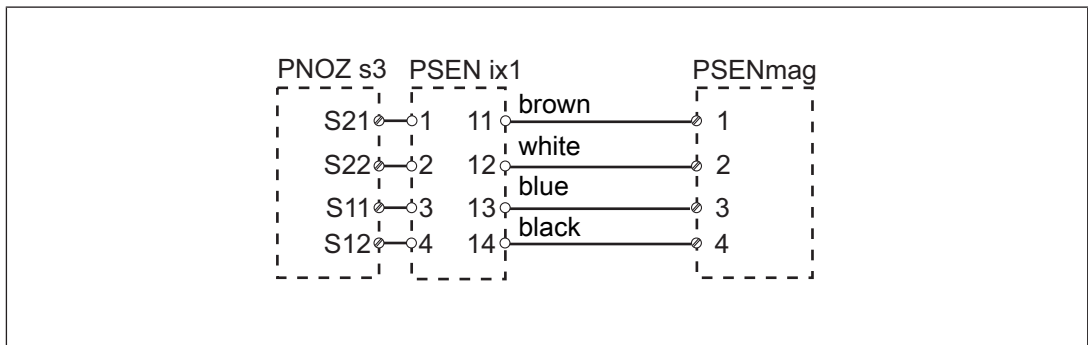 PNOZ s3 PSEN ix1 PSENmag
brown
S21 1 11 1
white
S22 2 12 2
blue
S11 3 13 3
black
S12 4 14 4